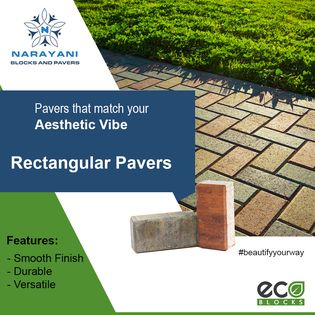 N
NARAYANI
BLOCKS AND PAVERS
Pavers that match your
Aesthetic Vibe
Rectangular Pavers
Features:
- Smooth Finish
- Durable
- Versatile
#beautifyyourway
eco
BLOCKS